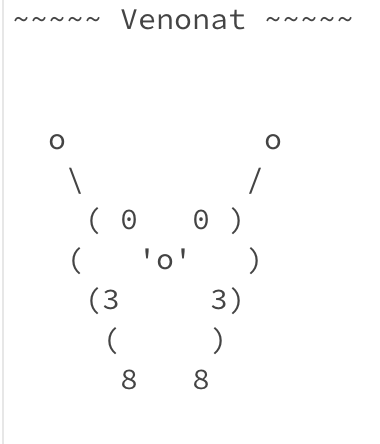 ~~~~~ Venonat ~~~~~
  o           o
   \         /
    ( 0   0 )
   (   'o'   )
    (3     3)
     (     )
      8   8